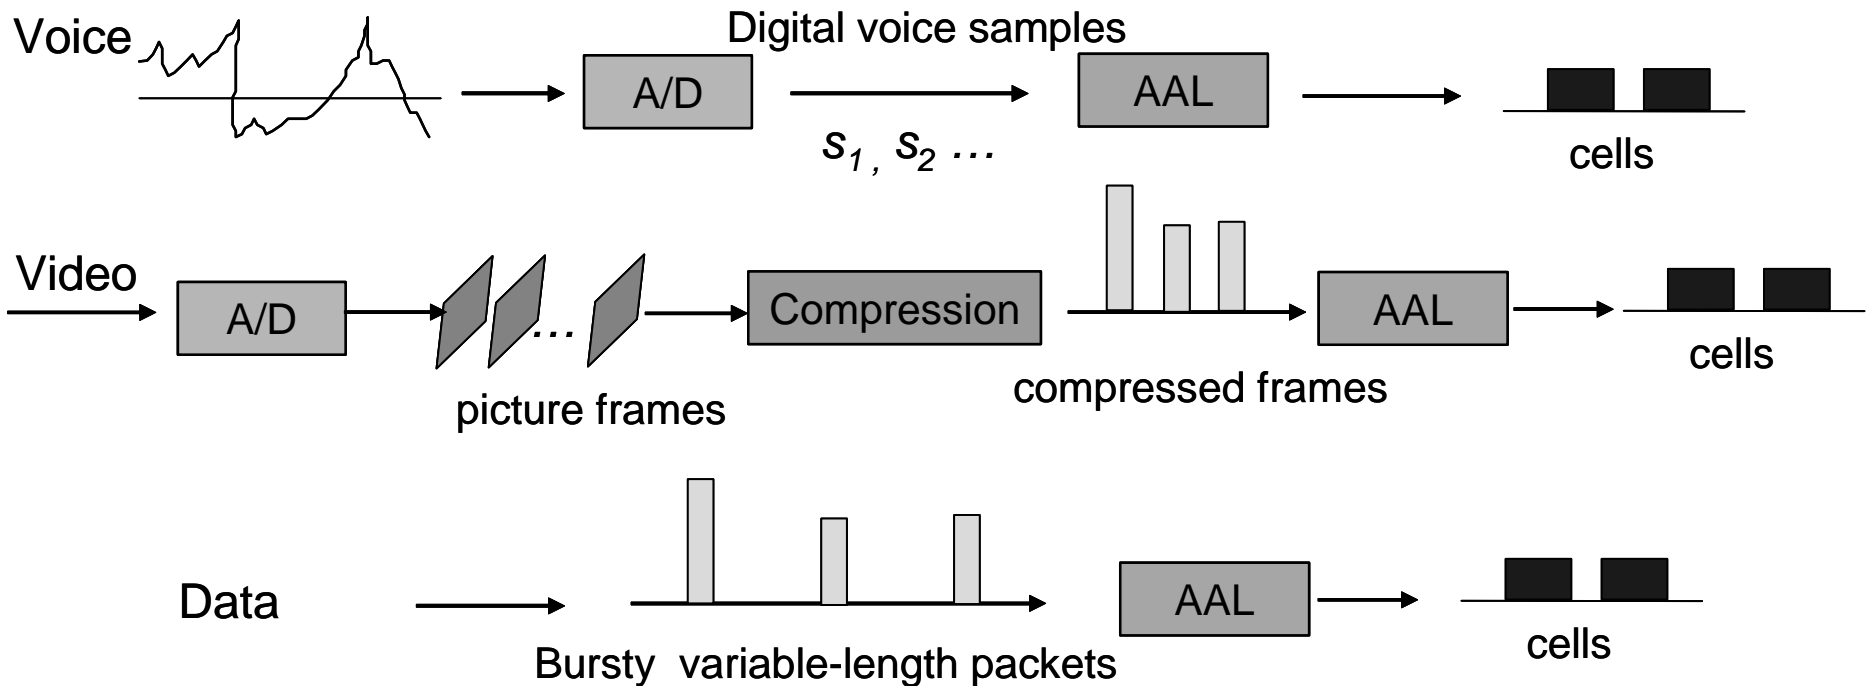 Voice
Digital voice samples
A/D
AAL
s1 , s2 …
cells
Video
A/D
…
Compression
AAL
picture frames
compressed frames
cells
Data
AAL
Bursty variable-length packets
cells